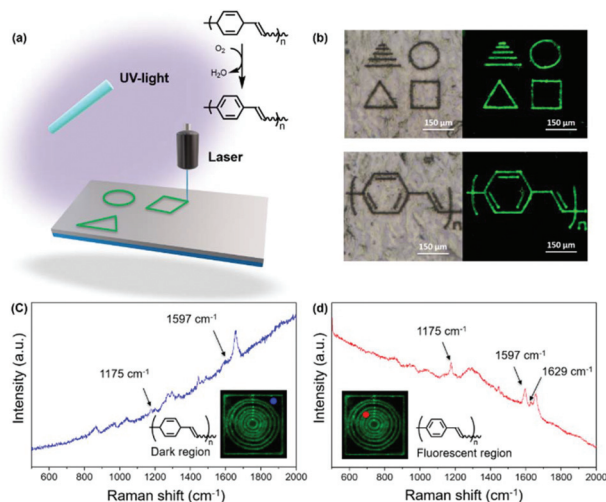 (a)
n
O₂
H₂O
UV-light
n
Laser
(b)
150 μm
150 μm
150 μm
150 μm
n
n
(C)
Intensity (a.u.)
1597 cm⁻¹
1175 cm⁻¹
n
Dark region
600 800 1000 1200 1400 1600 1800 2000
Raman shift (cm⁻¹)
(d)
Intensity (a.u.)
1175 cm⁻¹
1597 cm⁻¹
1629 cm⁻¹
n
Fluorescent region
600 800 1000 1200 1400 1600 1800 2000
Raman shift (cm⁻¹)